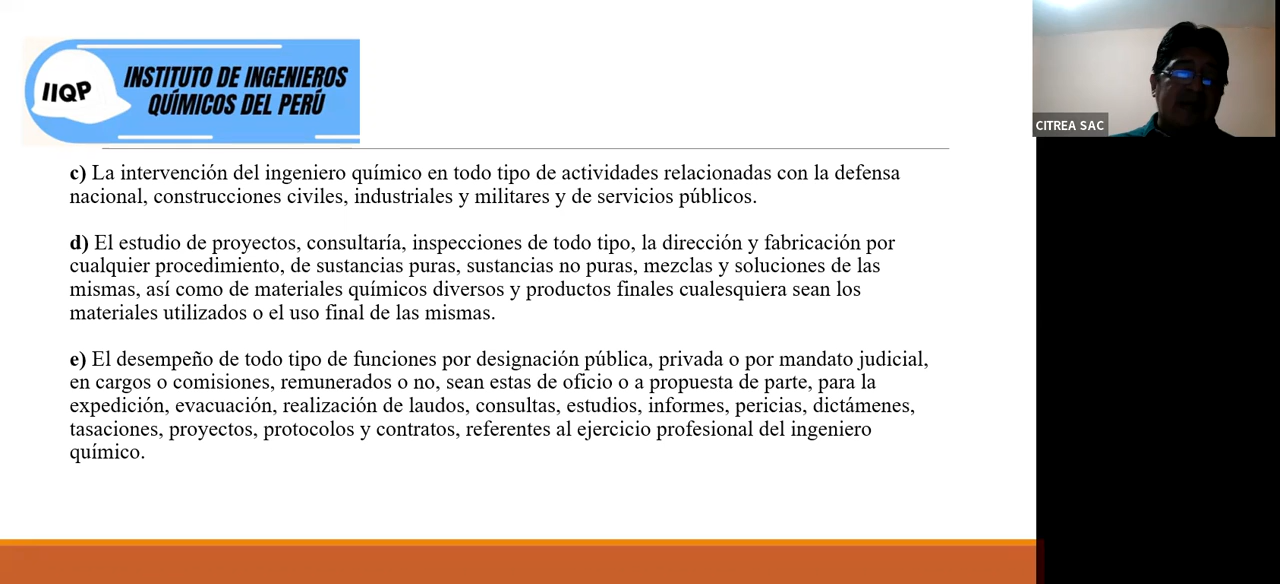 IIQP
INSTITUTO DE INGENIEROS
QUÍMICOS DEL PERÚ
CITREA SAC
c) La intervención del ingeniero químico en todo tipo de actividades relacionadas con la defensa
nacional, construcciones civiles, industriales y militares y de servicios públicos.
d) El estudio de proyectos, consultaría, inspecciones de todo tipo, la dirección y fabricación por
cualquier procedimiento, de sustancias puras, sustancias no puras, mezclas y soluciones de las
mismas, así como de materiales químicos diversos y productos finales cualesquiera sean los
materiales utilizados o el uso final de las mismas.
e) El desempeño de todo tipo de funciones por designación pública, privada o por mandato judicial,
en cargos o comisiones, remunerados o no, sean estas de oficio o a propuesta de parte, para la
expedición, evacuación, realización de laudos, consultas, estudios, informes, pericias, dictámenes,
tasaciones, proyectos, protocolos y contratos, referentes al ejercicio profesional del ingeniero
químico.